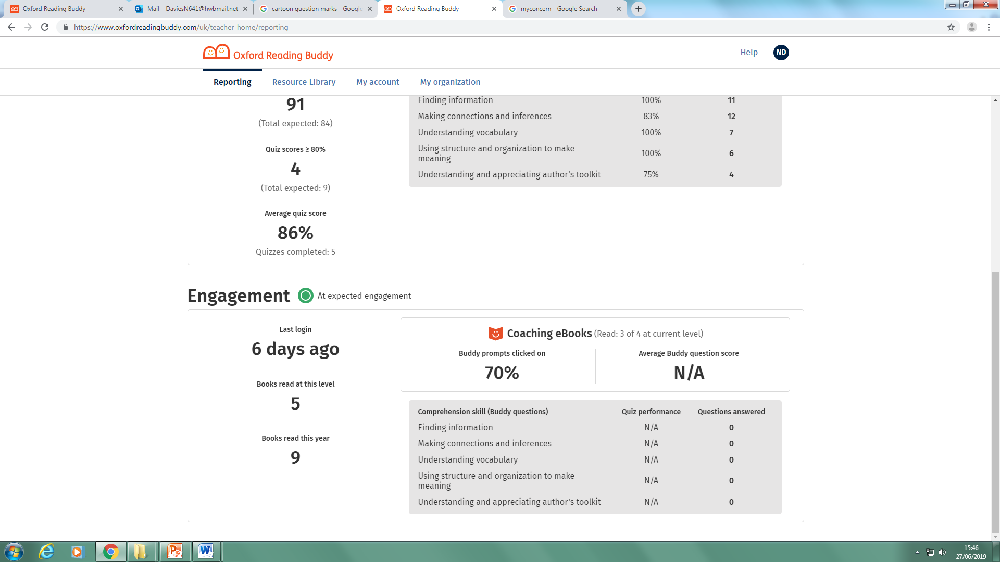 Oxford Reading Buddy
Mail – DaviesN641@hwbmail.net
cartoon question marks - Google
Oxford Reading Buddy
myconcern - Google Search
https://www.oxfordreadingbuddy.com/uk/teacher-home/reporting
Oxford Reading Buddy
Help
ND
Reporting
Resource Library
My account
My organization
91
(Total expected: 84)
Quiz scores ≥ 80%
4
(Total expected: 9)
Average quiz score
86%
Quizzes completed: 5
Finding information 100% 11
Making connections and inferences 83% 12
Understanding vocabulary 100% 7
Using structure and organization to make
meaning 100% 6
Understanding and appreciating author's toolkit 75% 4
Engagement
At expected engagement
Last login
6 days ago
Books read at this level
5
Books read this year
9
Coaching eBooks (Read: 3 of 4 at current level)
Buddy prompts clicked on
70%
Average Buddy question score
N/A
Comprehension skill (Buddy questions) Quiz performance Questions answered
Finding information N/A 0
Making connections and inferences N/A 0
Understanding vocabulary N/A 0
Using structure and organization to make
meaning N/A 0
Understanding and appreciating author's toolkit N/A 0
15:46
27/06/2019